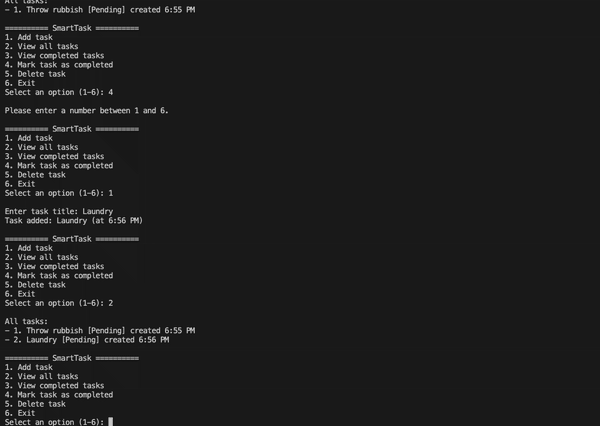 All tasks:
- 1. Throw rubbish [Pending] created 6:55 PM
========== SmartTask ==========
1. Add task
2. View all tasks
3. View completed tasks
4. Mark task as completed
5. Delete task
6. Exit
Select an option (1-6): 4
Please enter a number between 1 and 6.
========== SmartTask ==========
1. Add task
2. View all tasks
3. View completed tasks
4. Mark task as completed
5. Delete task
6. Exit
Select an option (1-6): 1
Enter task title: Laundry
Task added: Laundry (at 6:56 PM)
========== SmartTask ==========
1. Add task
2. View all tasks
3. View completed tasks
4. Mark task as completed
5. Delete task
6. Exit
Select an option (1-6): 2
All tasks:
- 1. Throw rubbish [Pending] created 6:55 PM
- 2. Laundry [Pending] created 6:56 PM
========== SmartTask ==========
1. Add task
2. View all tasks
3. View completed tasks
4. Mark task as completed
5. Delete task
6. Exit
Select an option (1-6):